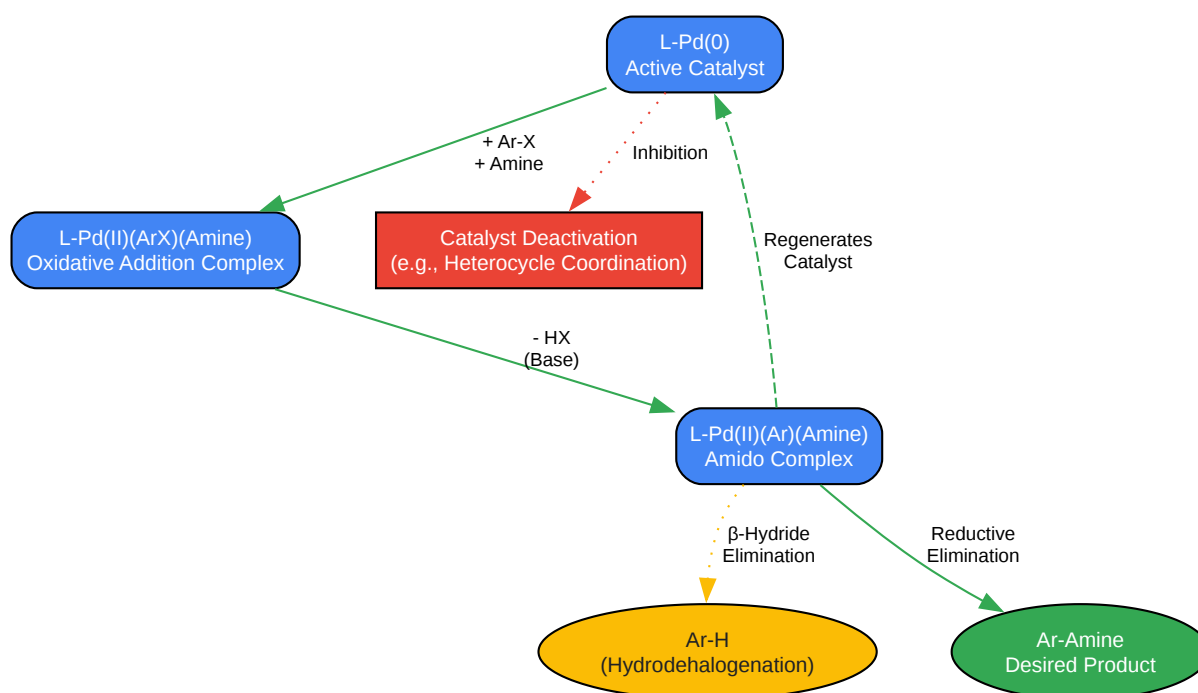 L-Pd(0)
Active Catalyst
+ Ar-X
+ Amine
Inhibition
L-Pd(II)(ArX)(Amine)
Oxidative Addition Complex
Catalyst Deactivation
(e.g., Heterocycle Coordination)
Regenerates
Catalyst
- HX
(Base)
L-Pd(II)(Ar)(Amine)
Amido Complex
β-Hydride
Elimination
Reductive
Elimination
Ar-H
(Hydrodehalogenation)
Ar-Amine
Desired Product